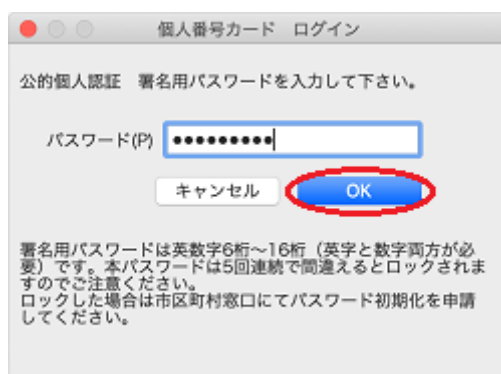 個人番号カード　ログイン
公的個人認証　署名用パスワードを入力して下さい。
パスワード(P) ●●●●●●●●●
キャンセル OK
署名用パスワードは英数字6桁〜16桁（英字と数字両方が必
要）です。本パスワードは5回連続で間違えるとロックされま
すのでご注意ください。
ロックした場合は市区町村窓口にてパスワード初期化を申請
してください。